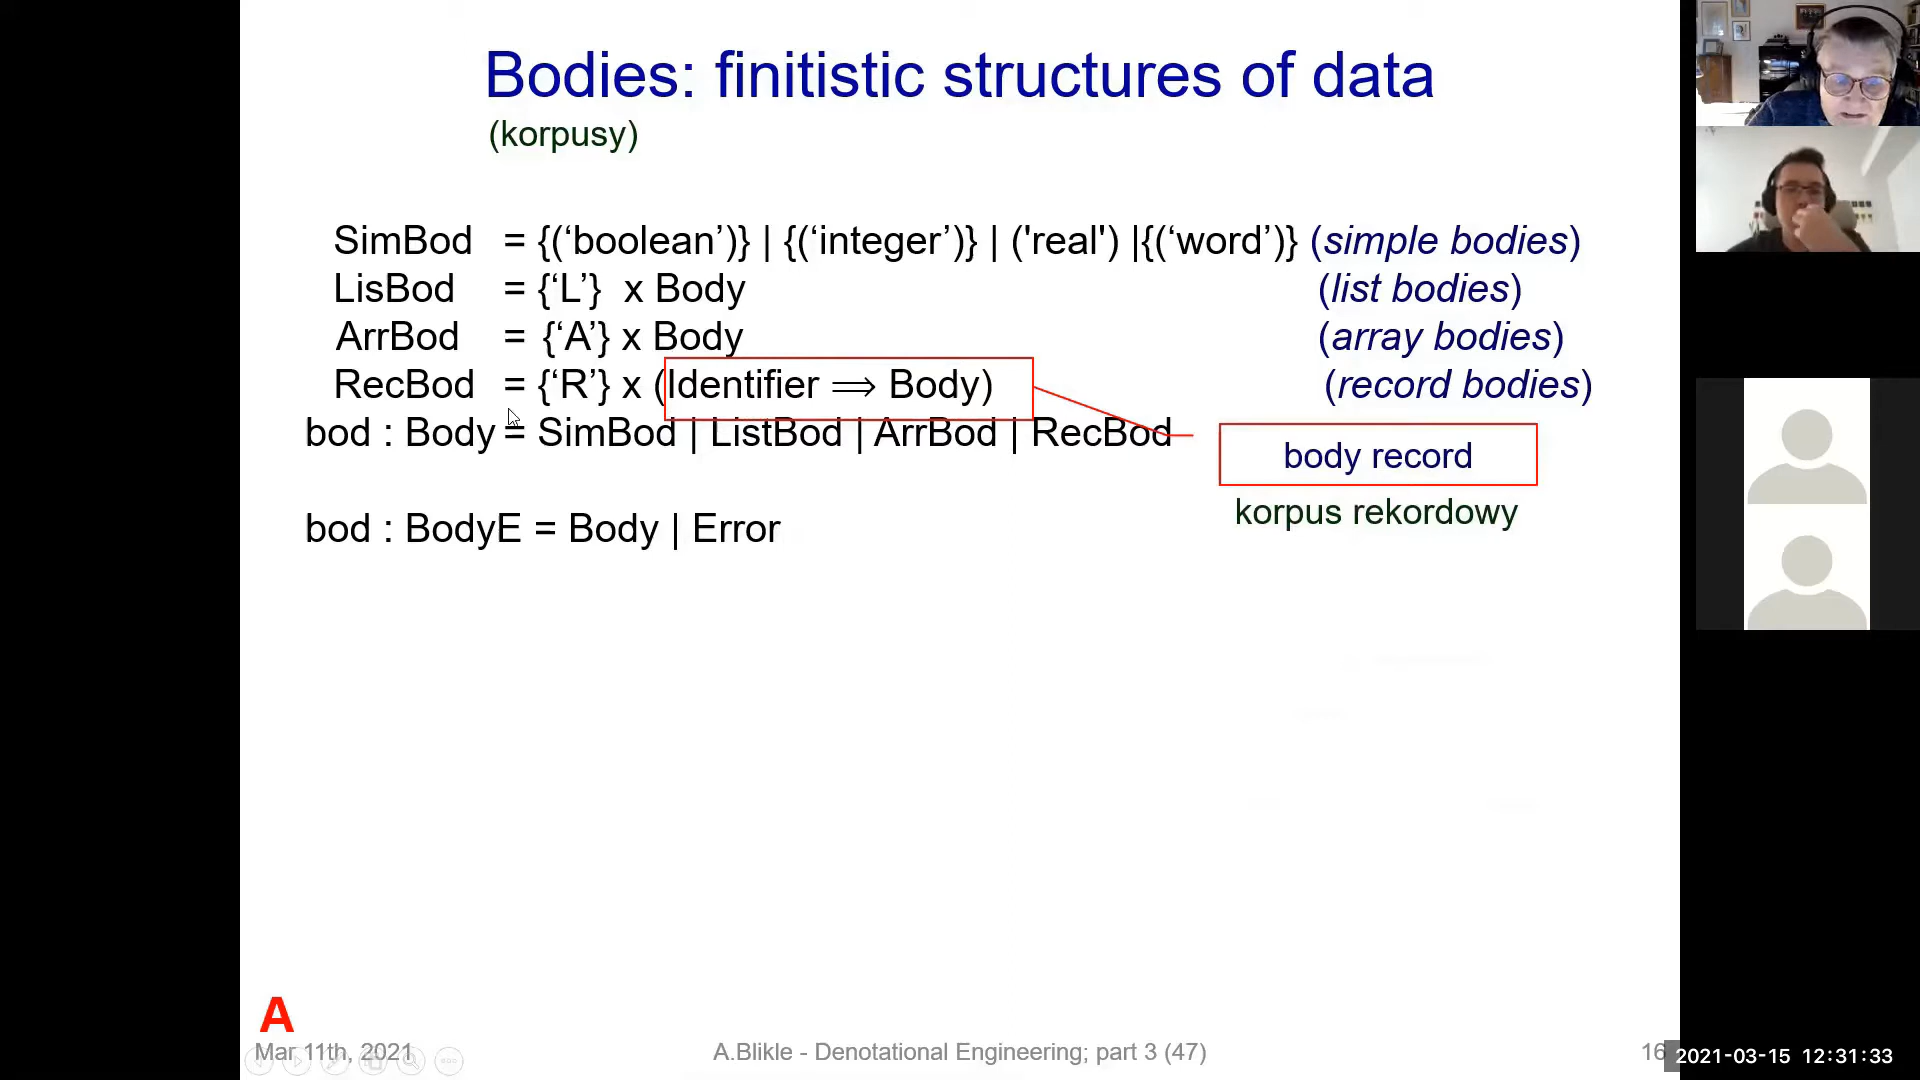 Bodies: finitistic structures of data
(korpusy)
SimBod = {(‘boolean’)} | {(‘integer’)} | ('real') |{(‘word’)} (simple bodies)
LisBod = {‘L’} x Body (list bodies)
ArrBod = {‘A’} x Body (array bodies)
RecBod = {‘R’} x (Identifier ⟹ Body) (record bodies)
bod : Body = SimBod | ListBod | ArrBod | RecBod
body record
korpus rekordowy
bod : BodyE = Body | Error
A
Mar 11th, 2021
A.Blikle - Denotational Engineering; part 3 (47)
16
2021-03-15 12:31:33